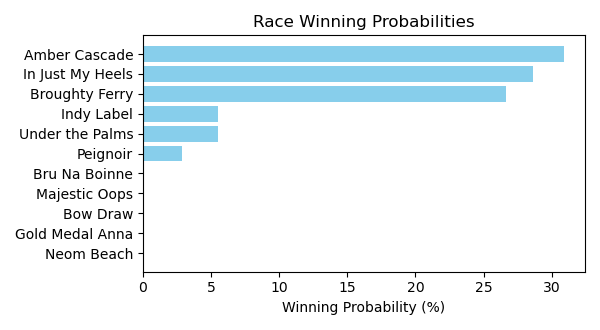 Race Winning Probabilities
Amber Cascade
In Just My Heels
Broughty Ferry
Indy Label
Under the Palms
Peignoir
Bru Na Boinne
Majestic Oops
Bow Draw
Gold Medal Anna
Neom Beach
0 5 10 15 20 25 30
Winning Probability (%)